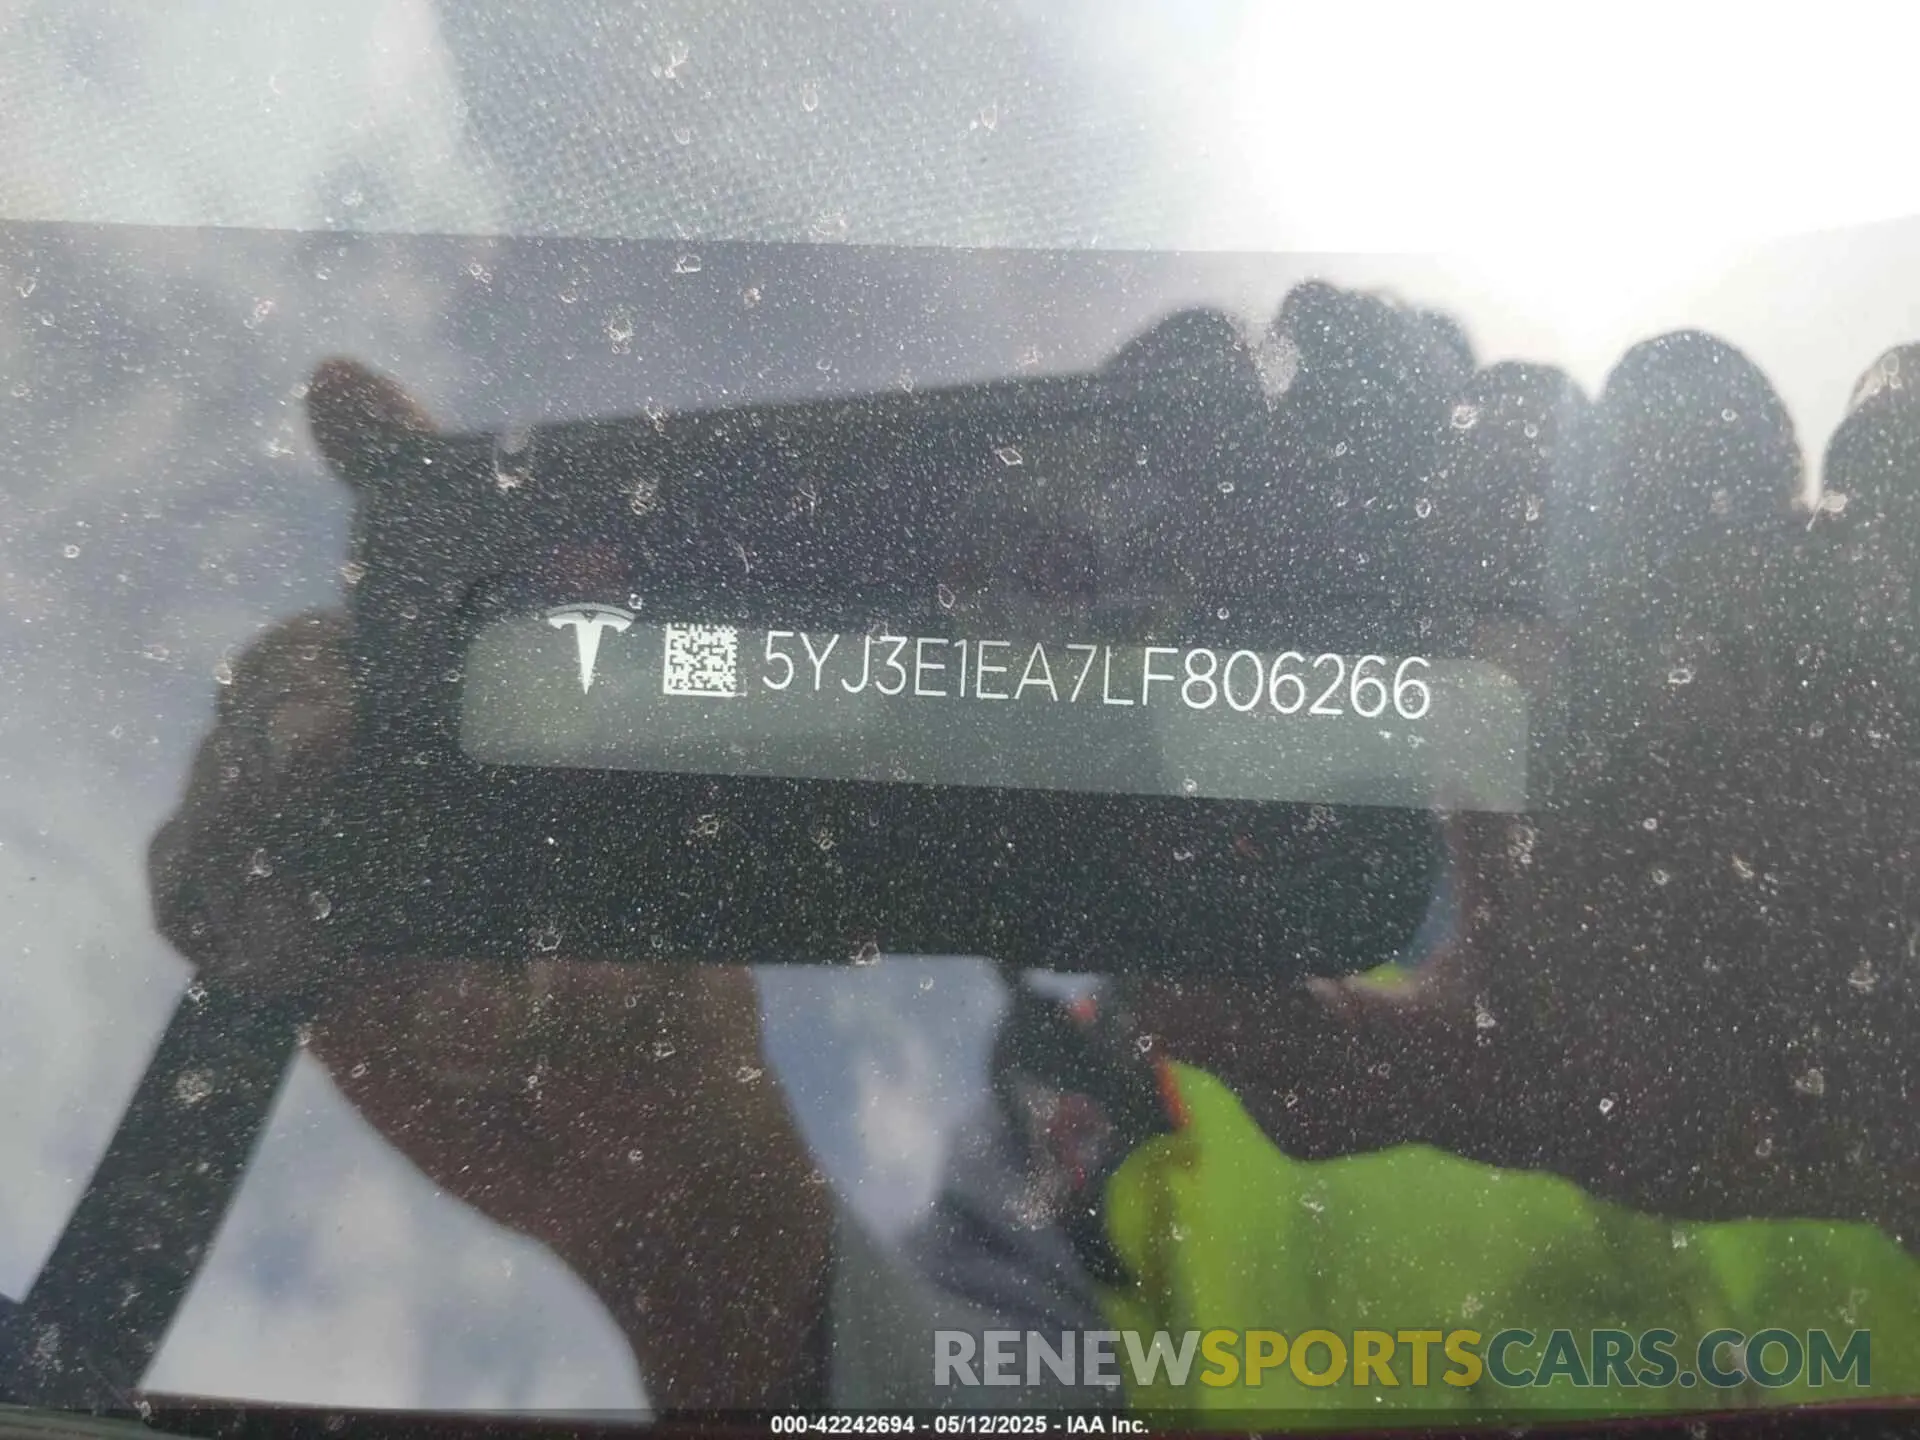 5YJ3E1EA7LF806266
RENEWSPORTSCARS.COM
000-42242694 - 05/12/2025 - IAA Inc.